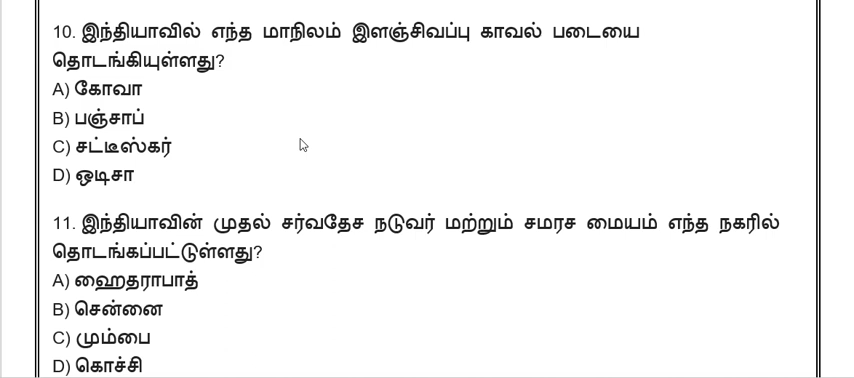 10. இந்தியாவில் எந்த மாநிலம் இளஞ்சிவப்பு காவல் படையை
தொடங்கியுள்ளது?
A) கோவா
B) பஞ்சாப்
C) சட்டீஸ்கர்
D) ஒடிசா
11. இந்தியாவின் முதல் சர்வதேச நடுவர் மற்றும் சமரச மையம் எந்த நகரில்
தொடங்கப்பட்டுள்ளது?
A) ஹைதராபாத்
B) சென்னை
C) மும்பை
D) கொச்சி